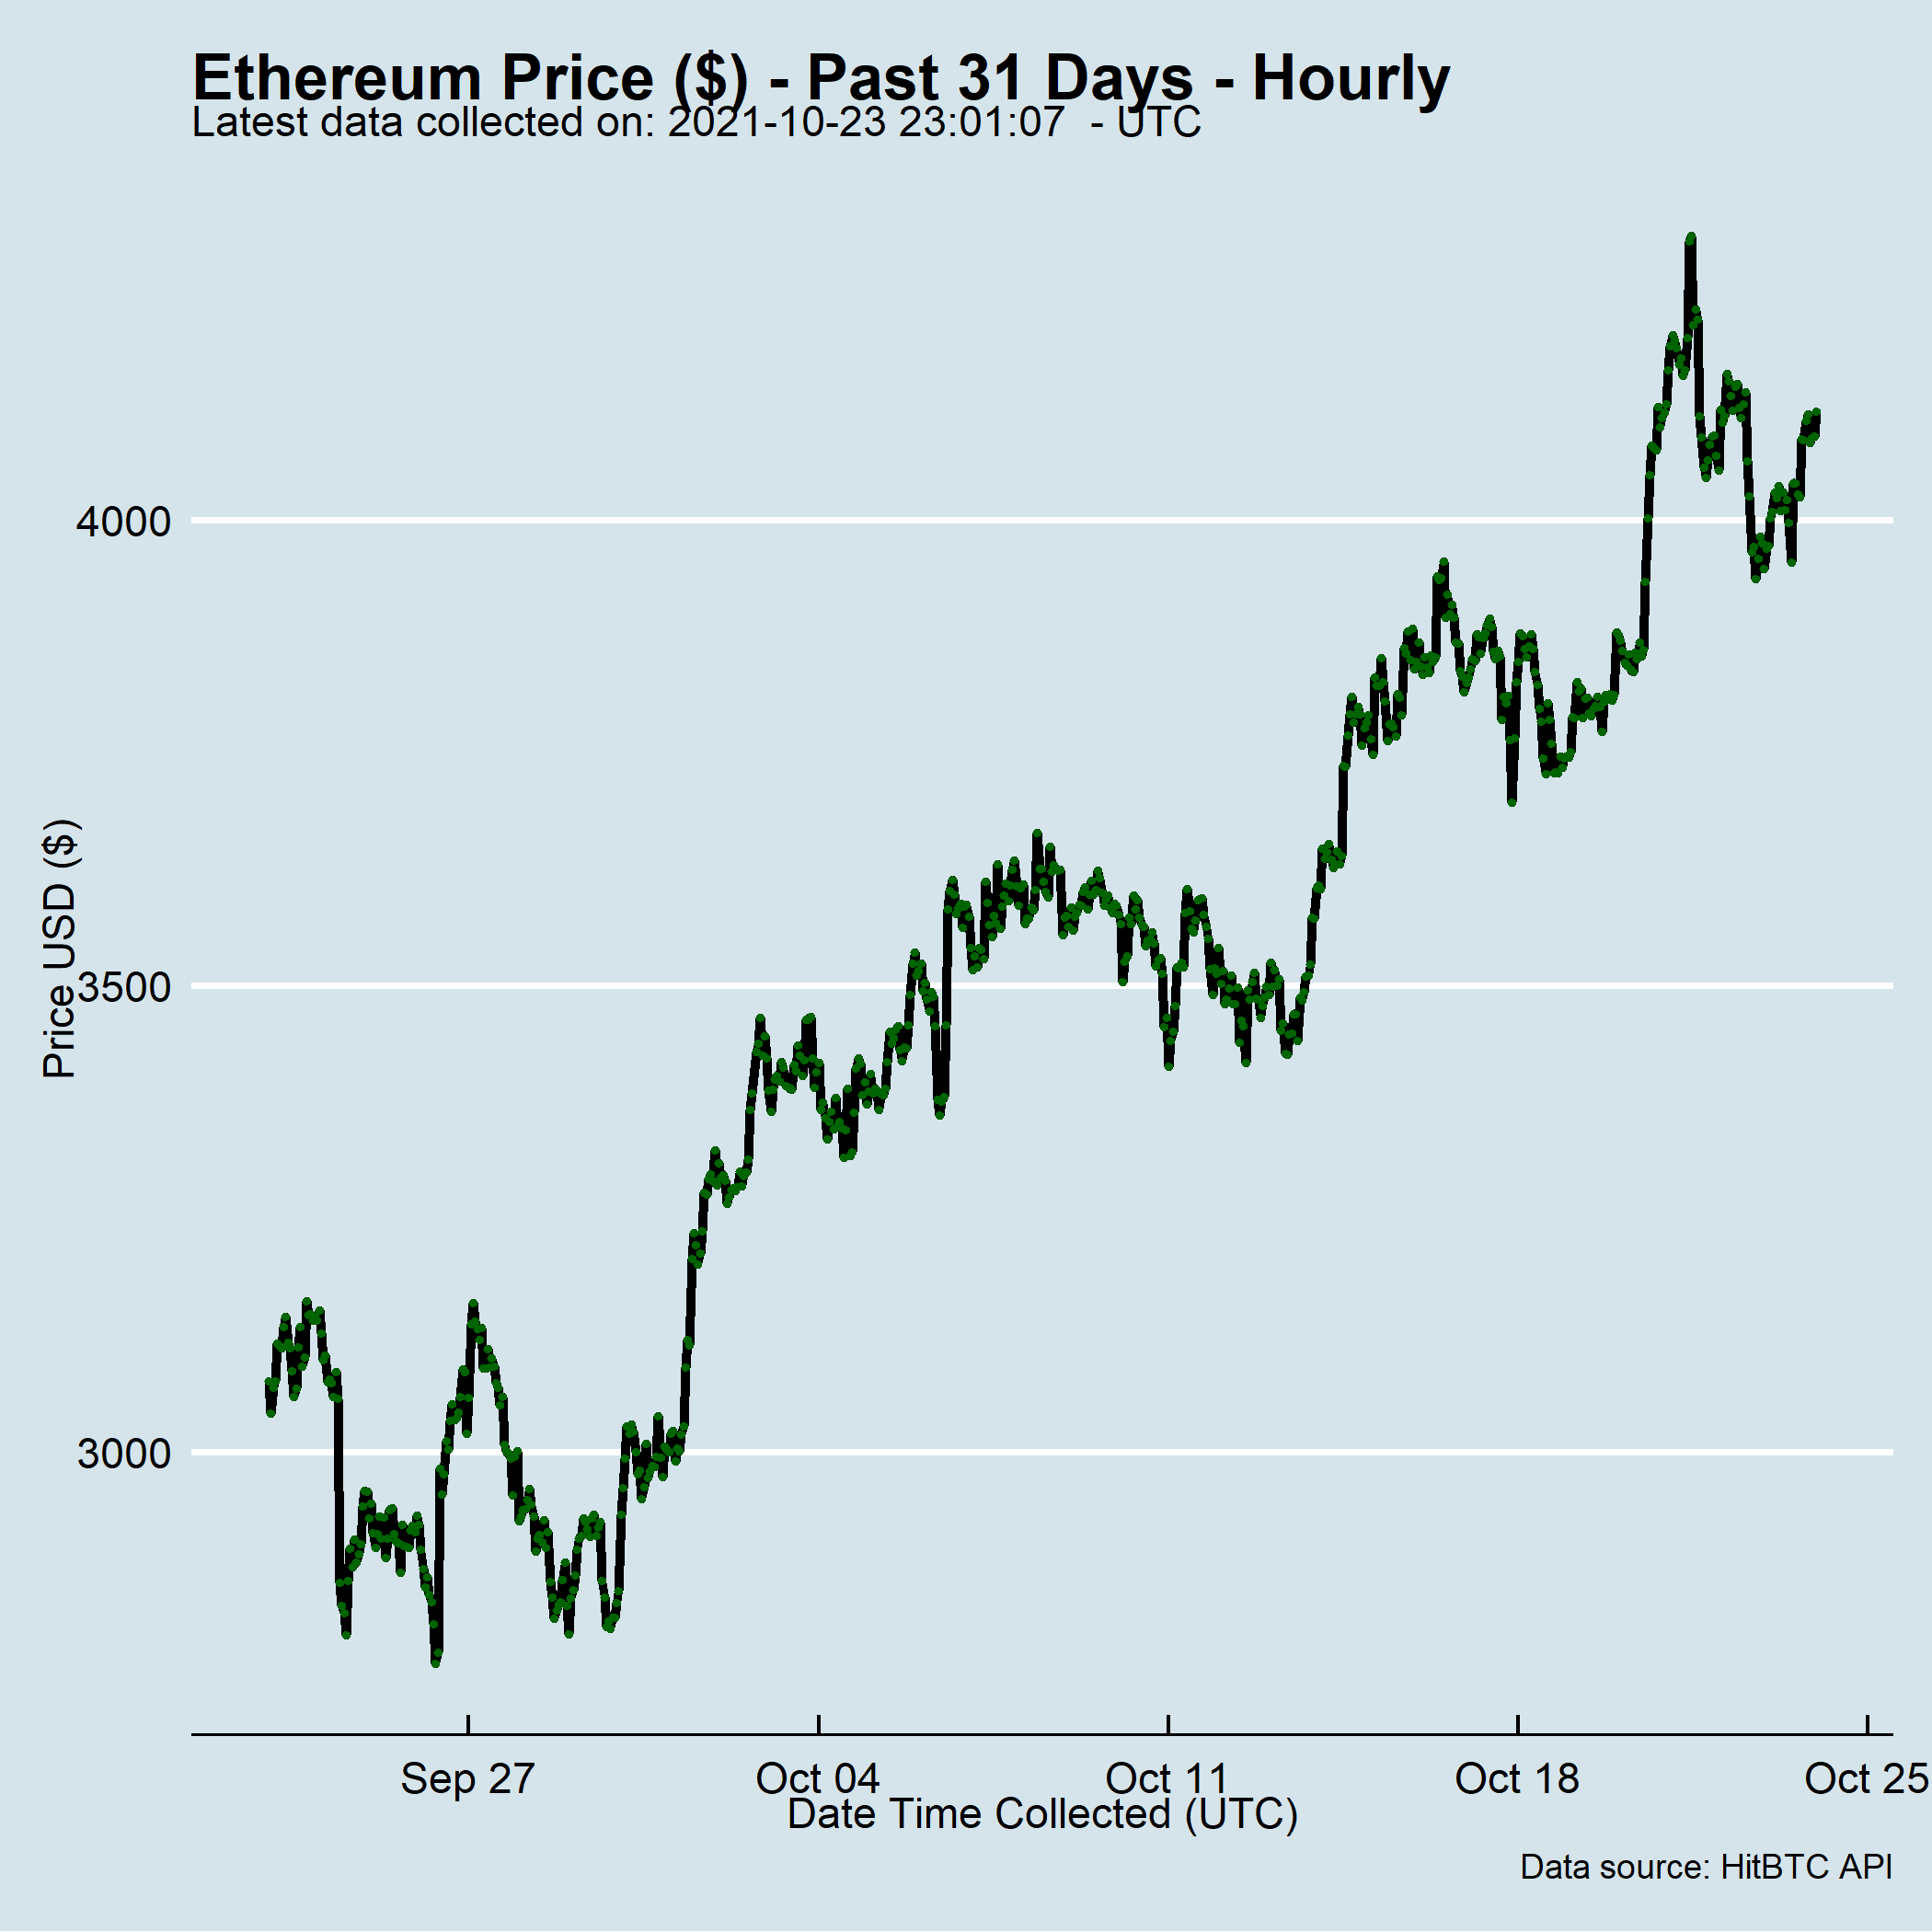 Ethereum Price ($) - Past 31 Days - Hourly
Latest data collected on: 2021-10-23 23:01:07  - UTC
Price USD ($)
4000
3500
3000
Sep 27 Oct 04 Oct 11 Oct 18 Oct 25
Date Time Collected (UTC)
Data source: HitBTC API